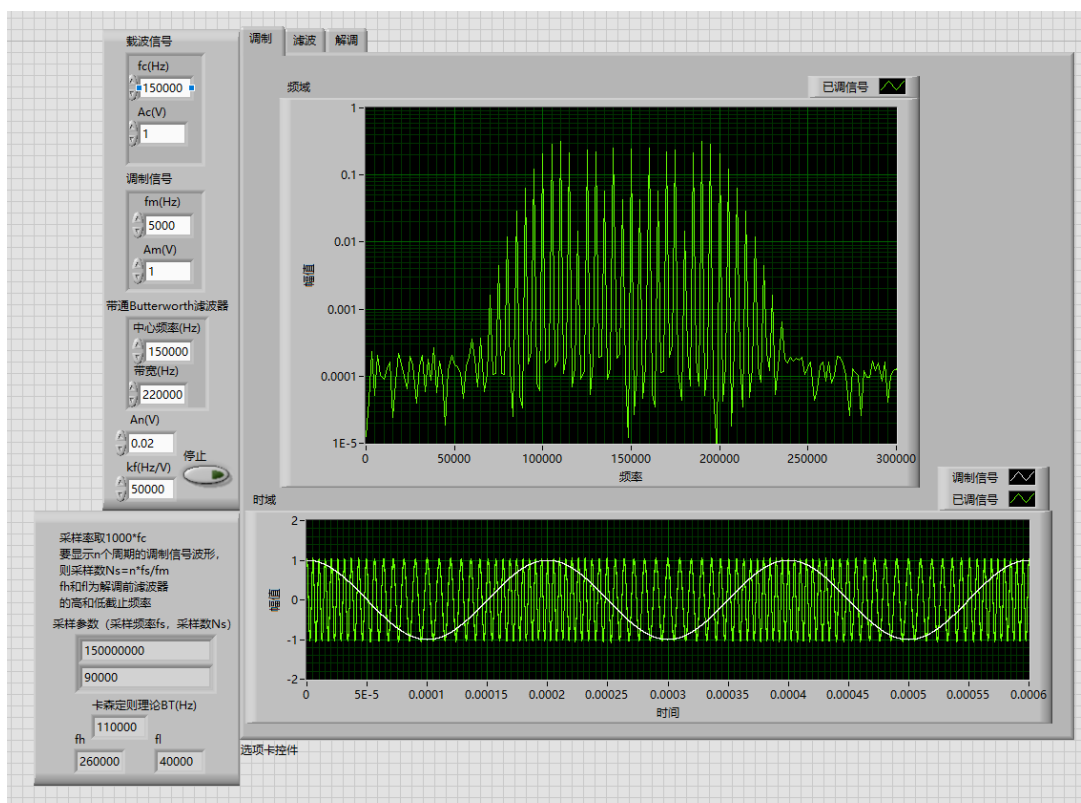 载波信号
fc(Hz)
150000
Ac(V)
1
调制信号
fm(Hz)
5000
Am(V)
1
带通Butterworth滤波器
中心频率(Hz)
150000
带宽(Hz)
220000
An(V)
0.02
停止
kf(Hz/V)
50000
采样率取1000*fc
要显示n个周期的调制信号波形，
则采样数Ns=n*fs/fm
fh和fl为解调前滤波器
的高和低截止频率
采样参数（采样频率fs，采样数Ns）
150000000
90000
卡森定则理论BT(Hz)
110000
fh fl
260000 40000
调制 滤波 解调
频域
已调信号
1
0.1
0.01
0.001
0.0001
1E-5
幅值
0 50000 100000 150000 200000 250000 300000
频率
调制信号
已调信号
时域
2
1
0
-1
-2
幅值
0 5E-5 0.0001 0.00015 0.0002 0.00025 0.0003 0.00035 0.0004 0.00045 0.0005 0.00055 0.0006
时间
选项卡控件